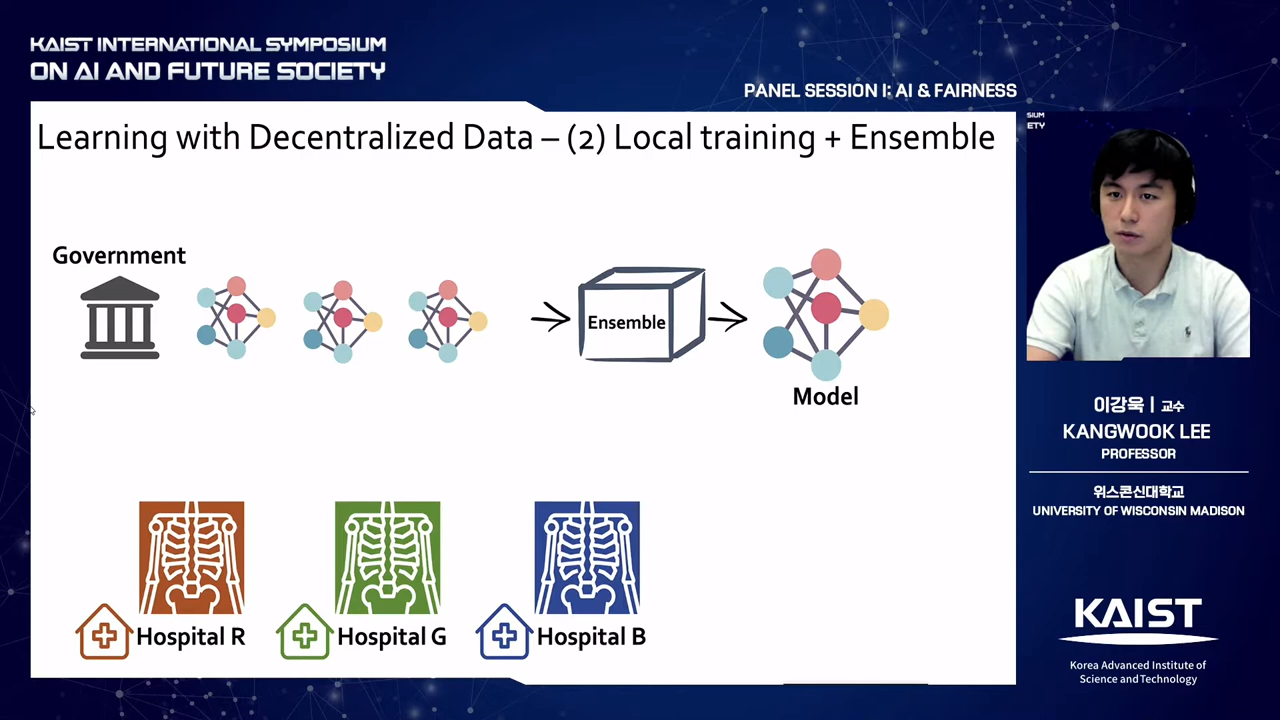 KAIST INTERNATIONAL SYMPOSIUM
ON AI AND FUTURE SOCIETY
PANEL SESSION I: AI & FAIRNESS
SIUM
ETY
Learning with Decentralized Data – (2) Local training + Ensemble
Government
Ensemble
Model
Hospital R
Hospital G
Hospital B
이강욱 | 교수
KANGWOOK LEE
PROFESSOR
위스콘신대학교
UNIVERSITY OF WISCONSIN MADISON
KAIST
Korea Advanced Institute of
Science and Technology